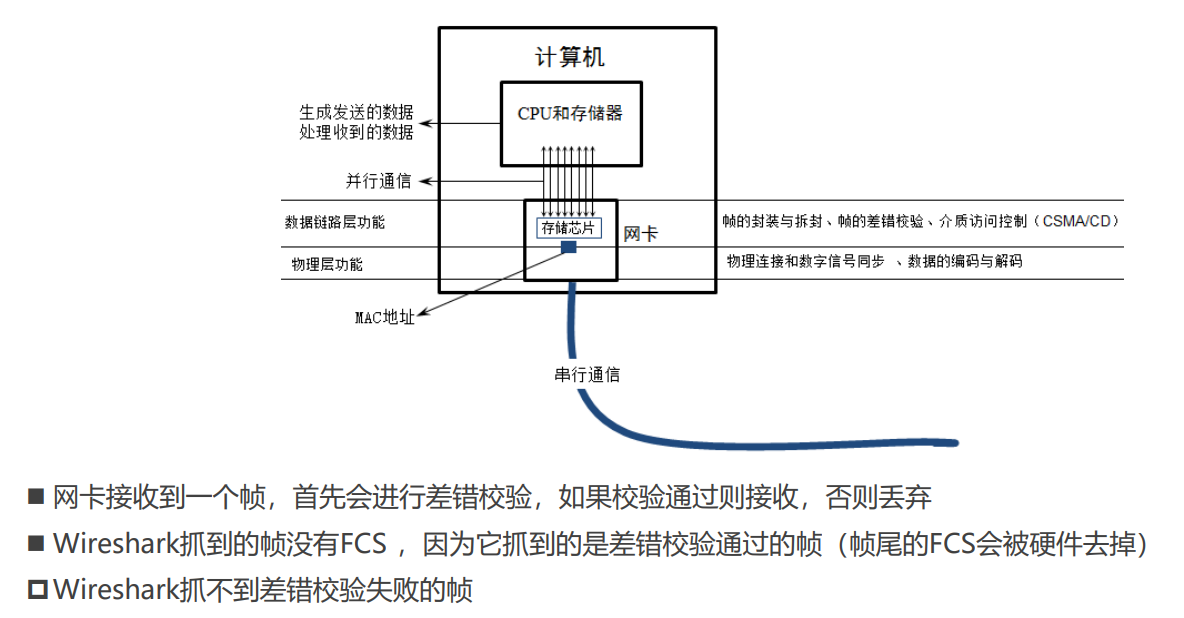 计算机
CPU和存储器
生成发送的数据
处理收到的数据
并行通信
数据链路层功能
存储芯片
网卡
帧的封装与拆封、帧的差错校验、介质访问控制（CSMA/CD）
物理层功能
物理连接和数字信号同步 、数据的编码与解码
MAC地址
串行通信
网卡接收到一个帧，首先会进行差错校验，如果校验通过则接收，否则丢弃
Wireshark抓到的帧没有FCS ，因为它抓到的是差错校验通过的帧（帧尾的FCS会被硬件去掉）
Wireshark抓不到差错校验失败的帧